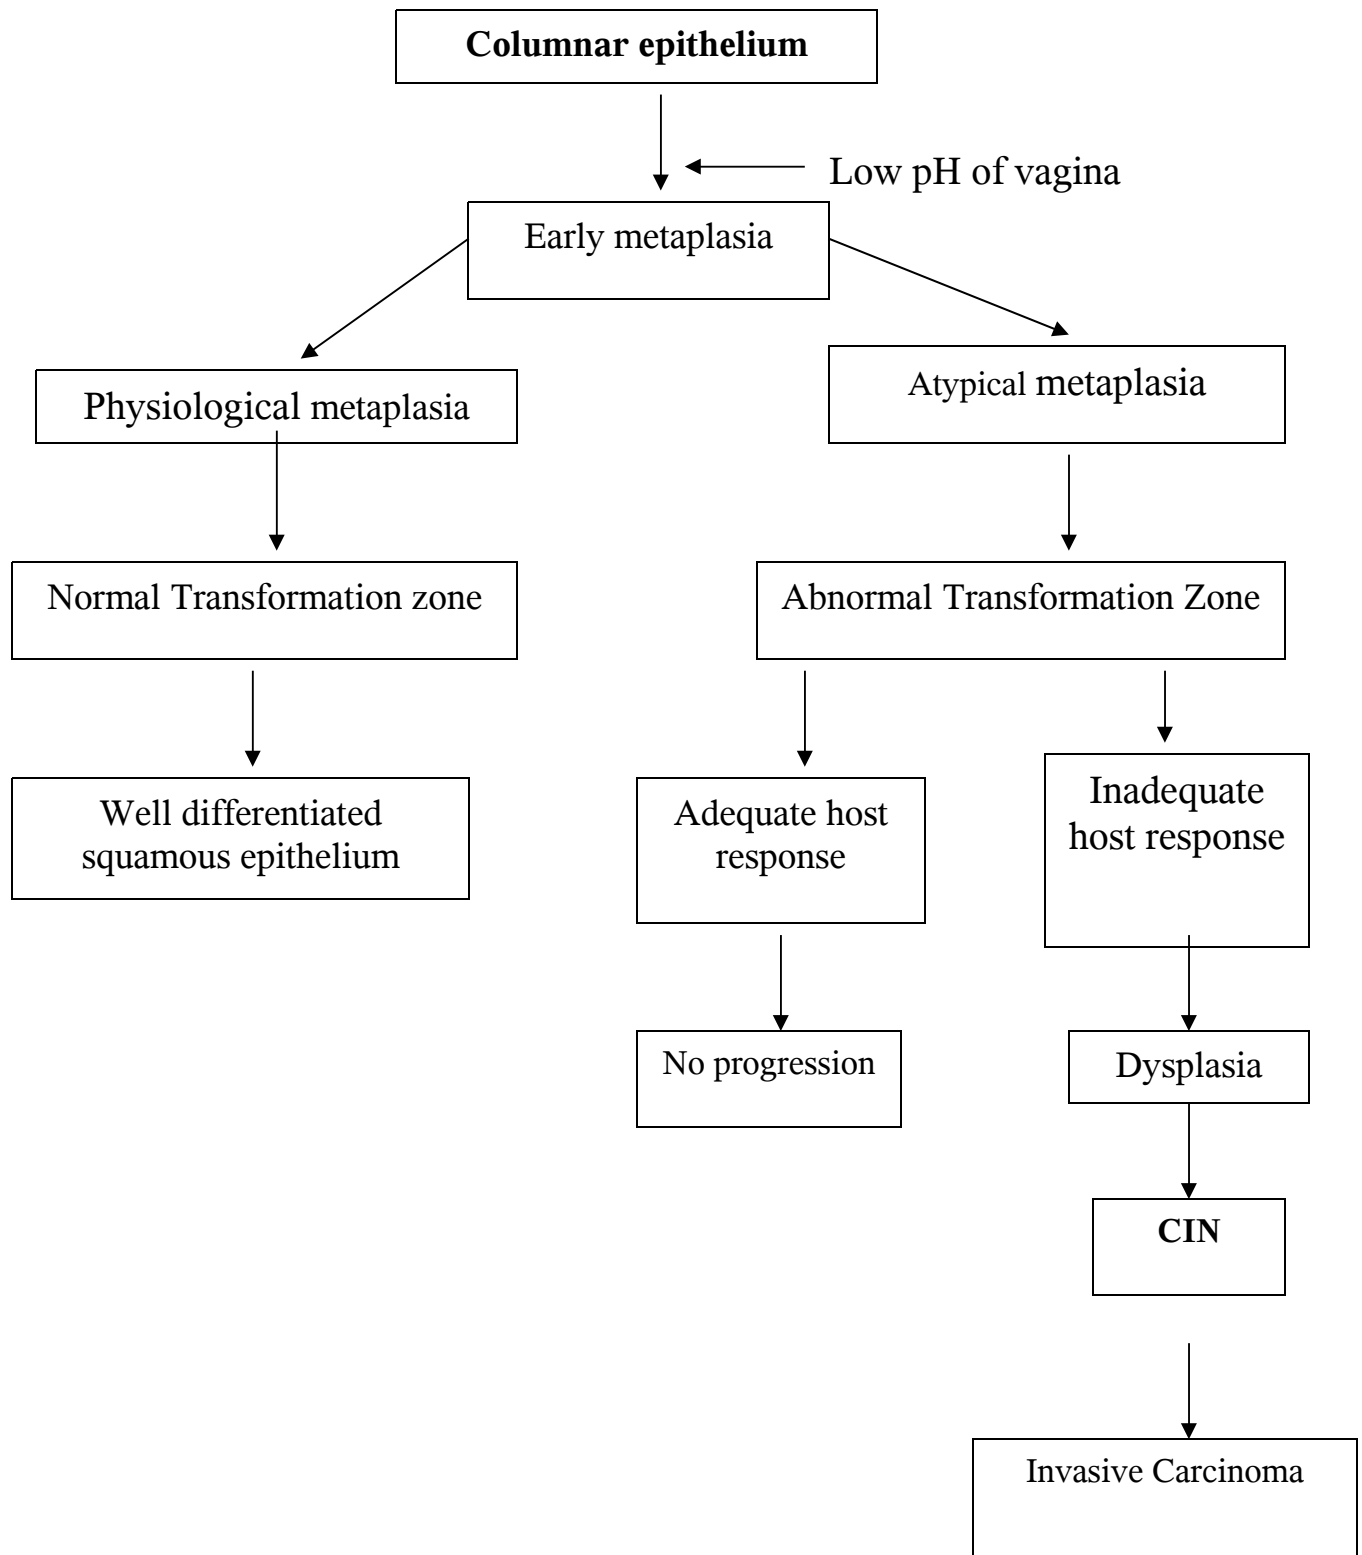 Columnar epithelium
Low pH of vagina
Early metaplasia
Physiological metaplasia
Atypical metaplasia
Normal Transformation zone
Abnormal Transformation Zone
Well differentiated
squamous epithelium
Adequate host
response
Inadequate
host response
No progression
Dysplasia
CIN
Invasive Carcinoma